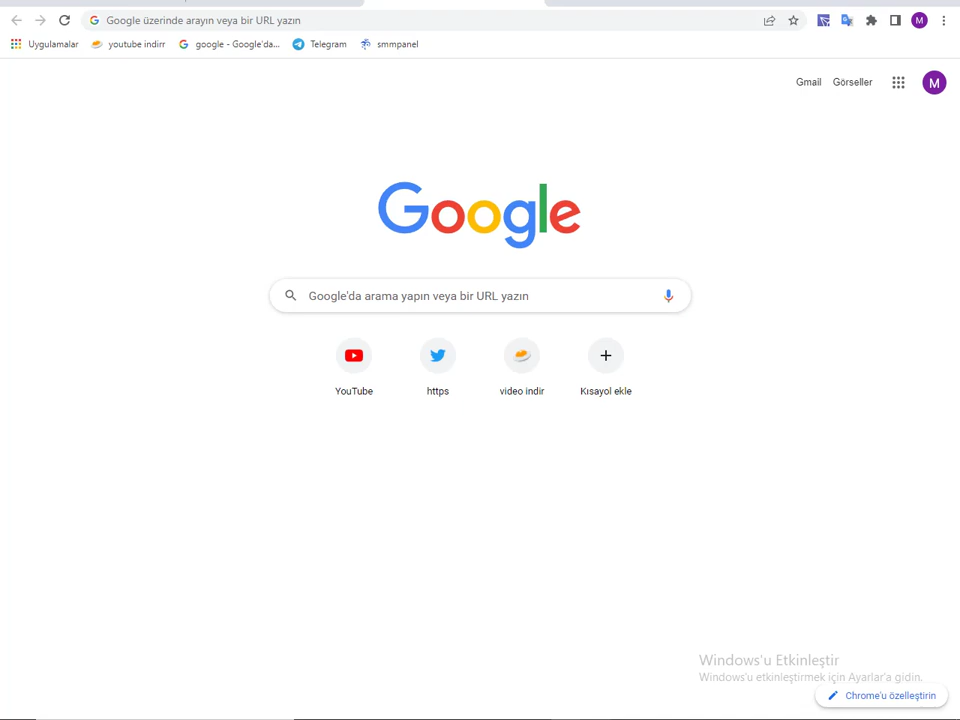 Google üzerinde arayın veya bir URL yazın
M
Uygulamalar youtube indirr google - Google'da... Telegram smmpanel
Gmail Görseller M
Google
Google'da arama yapın veya bir URL yazın
YouTube https video indir Kısayol ekle
Windows'u Etkinleştir
Windows'u etkinleştirmek için Ayarlar'a gidin.
Chrome'u özelleştirin